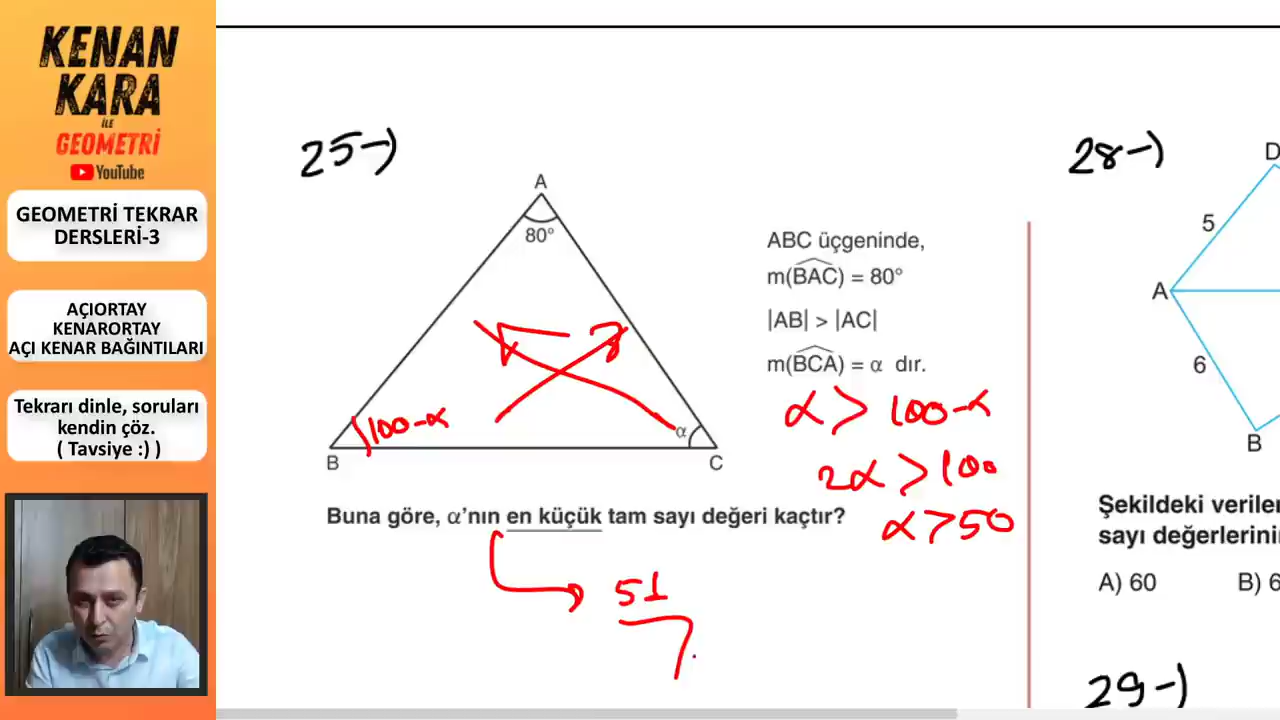 KENAN
KARA
İLE
GEOMETRİ
YouTube
GEOMETRİ TEKRAR
DERSLERİ-3
AÇIORTAY
KENARORTAY
AÇI KENAR BAĞINTILARI
Tekrarı dinle, soruları
kendin çöz.
( Tavsiye :) )
25-)
A
80°
100-α
α
B
C
ABC üçgeninde,
m(BAC) = 80°
|AB| > |AC|
m(BCA) = α dır.
α > 100-α
2α > 100
α > 50
Buna göre, α'nın en küçük tam sayı değeri kaçtır?
51
28-)
D
5
A
6
B
Şekildeki verilen
sayı değerlerinin
A) 60 B) 6
29-)